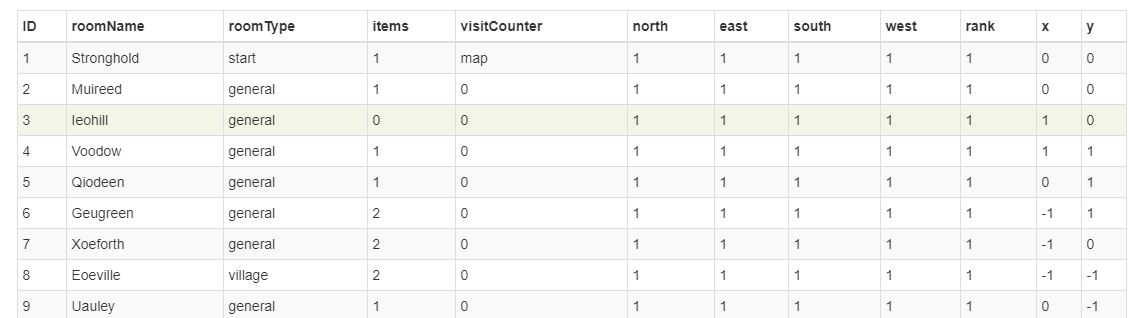 ID roomName roomType items visitCounter north east south west rank x y
1 Stronghold start 1 map 1 1 1 1 1 0 0
2 Muireed general 1 0 1 1 1 1 1 0 0
3 Ieohill general 0 0 1 1 1 1 1 1 0
4 Voodow general 1 0 1 1 1 1 1 1 1
5 Qiodeen general 1 0 1 1 1 1 1 0 1
6 Geugreen general 2 0 1 1 1 1 1 -1 1
7 Xoeforth general 2 0 1 1 1 1 1 -1 0
8 Eoeville village 2 0 1 1 1 1 1 -1 -1
9 Uauley general 1 0 1 1 1 1 1 0 -1